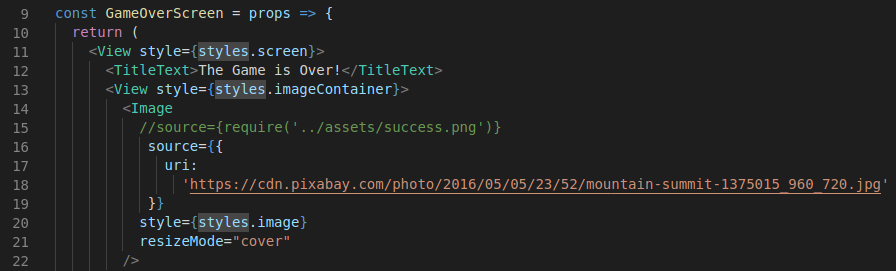 9 const GameOverScreen = props => {
10 return (
11 <View style={styles.screen}>
12 <TitleText>The Game is Over!</TitleText>
13 <View style={styles.imageContainer}>
14 <Image
15 //source={require('../assets/success.png')}
16 source={{
17 uri:
18 'https://cdn.pixabay.com/photo/2016/05/05/23/52/mountain-summit-1375015_960_720.jpg'
19 }}
20 style={styles.image}
21 resizeMode="cover"
22 />